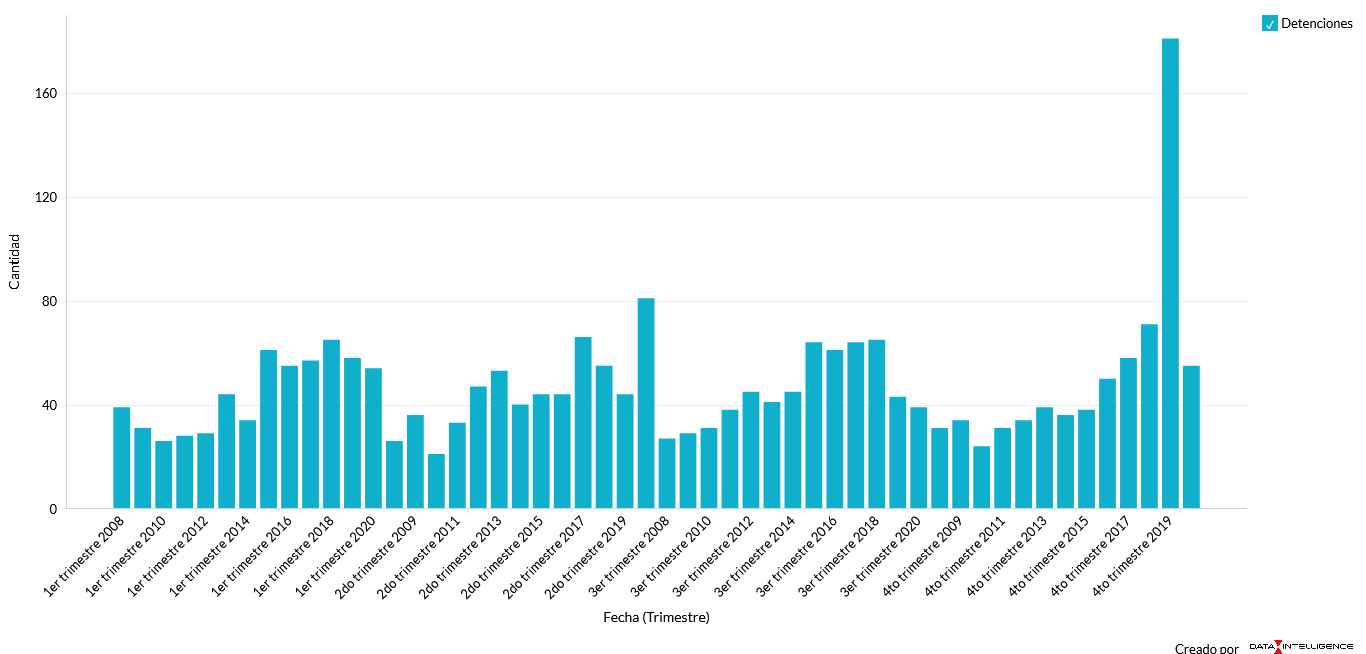 Detenciones
160
120
80
40
0
Cantidad
1er trimestre 2008
1er trimestre 2010
1er trimestre 2012
1er trimestre 2014
1er trimestre 2016
1er trimestre 2018
1er trimestre 2020
2do trimestre 2009
2do trimestre 2011
2do trimestre 2013
2do trimestre 2015
2do trimestre 2017
2do trimestre 2019
3er trimestre 2008
3er trimestre 2010
3er trimestre 2012
3er trimestre 2014
3er trimestre 2016
3er trimestre 2018
3er trimestre 2020
4to trimestre 2009
4to trimestre 2011
4to trimestre 2013
4to trimestre 2015
4to trimestre 2017
4to trimestre 2019
Fecha (Trimestre)
Creado por DATA INTELLIGENCE